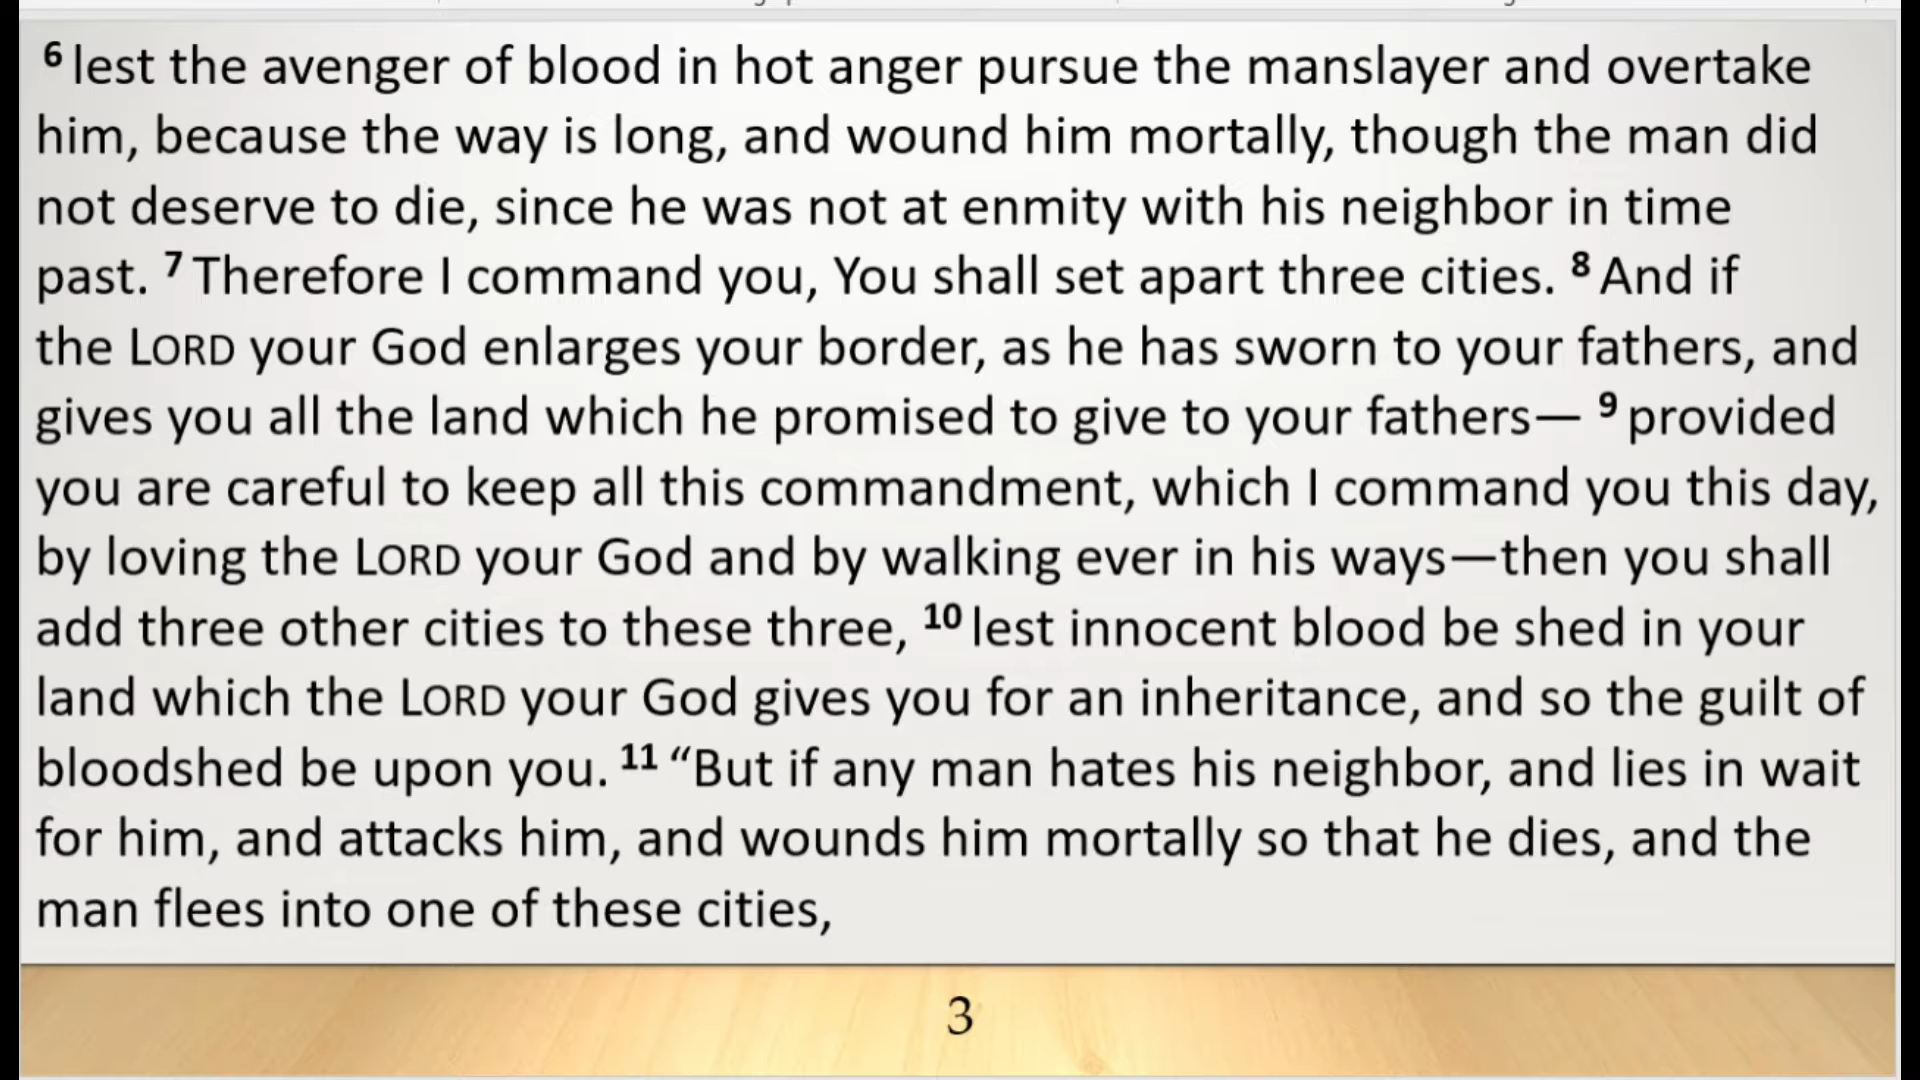 6 lest the avenger of blood in hot anger pursue the manslayer and overtake
him, because the way is long, and wound him mortally, though the man did
not deserve to die, since he was not at enmity with his neighbor in time
past. 7 Therefore I command you, You shall set apart three cities. 8 And if
the LORD your God enlarges your border, as he has sworn to your fathers, and
gives you all the land which he promised to give to your fathers— 9 provided
you are careful to keep all this commandment, which I command you this day,
by loving the LORD your God and by walking ever in his ways—then you shall
add three other cities to these three, 10 lest innocent blood be shed in your
land which the LORD your God gives you for an inheritance, and so the guilt of
bloodshed be upon you. 11 “But if any man hates his neighbor, and lies in wait
for him, and attacks him, and wounds him mortally so that he dies, and the
man flees into one of these cities,
3